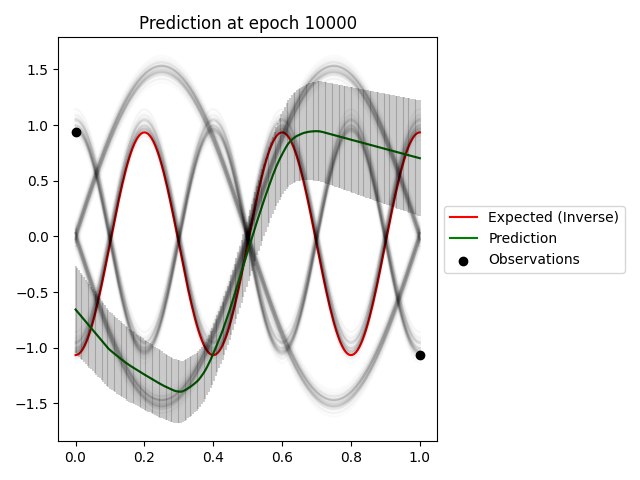 Prediction at epoch 10000
1.5
1.0
0.5
0.0
−0.5
−1.0
−1.5
0.0 0.2 0.4 0.6 0.8 1.0
Expected (Inverse)
Prediction
Observations